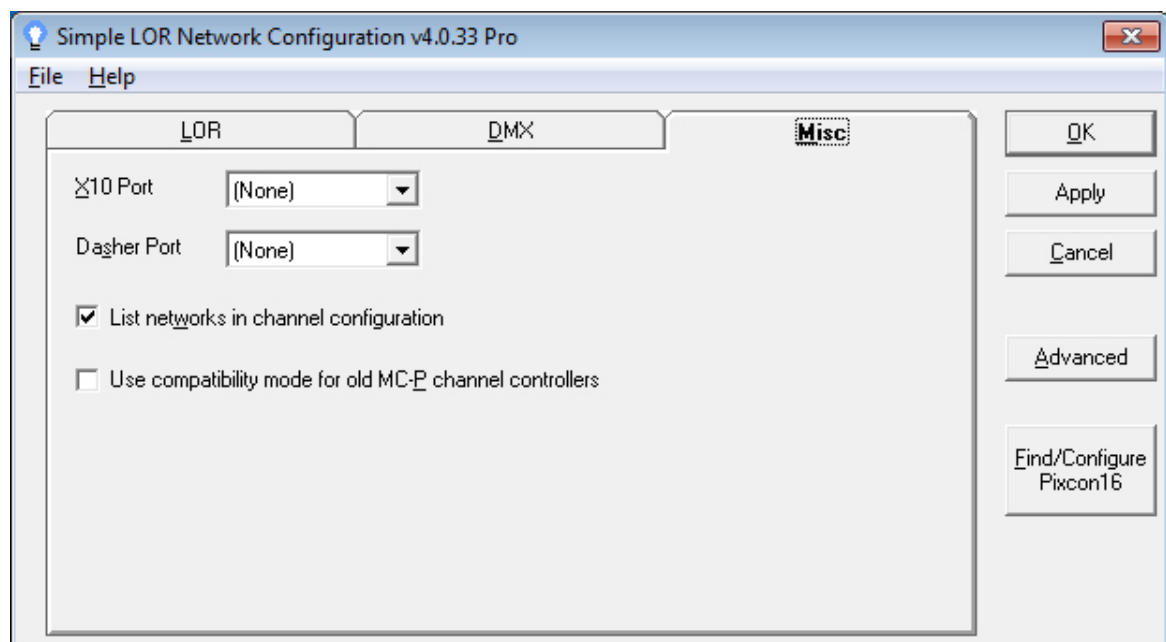 Simple LOR Network Configuration v4.0.33 Pro
File Help
LOR DMX Misc
OK
X10 Port (None)
Apply
Dasher Port (None)
Cancel
List networks in channel configuration
Advanced
Use compatibility mode for old MC-P channel controllers
Find/Configure
Pixcon16